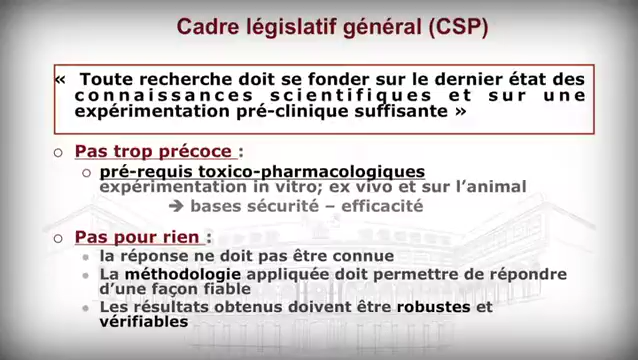 Cadre législatif général (CSP)
« Toute recherche doit se fonder sur le dernier état des
connaissances scientifiques et sur une
expérimentation pré-clinique suffisante »
o Pas trop précoce :
o pré-requis toxico-pharmacologiques
expérimentation in vitro; ex vivo et sur l’animal
➔ bases sécurité – efficacité
o Pas pour rien :
• la réponse ne doit pas être connue
• La méthodologie appliquée doit permettre de répondre
d’une façon fiable
• Les résultats obtenus doivent être robustes et
vérifiables